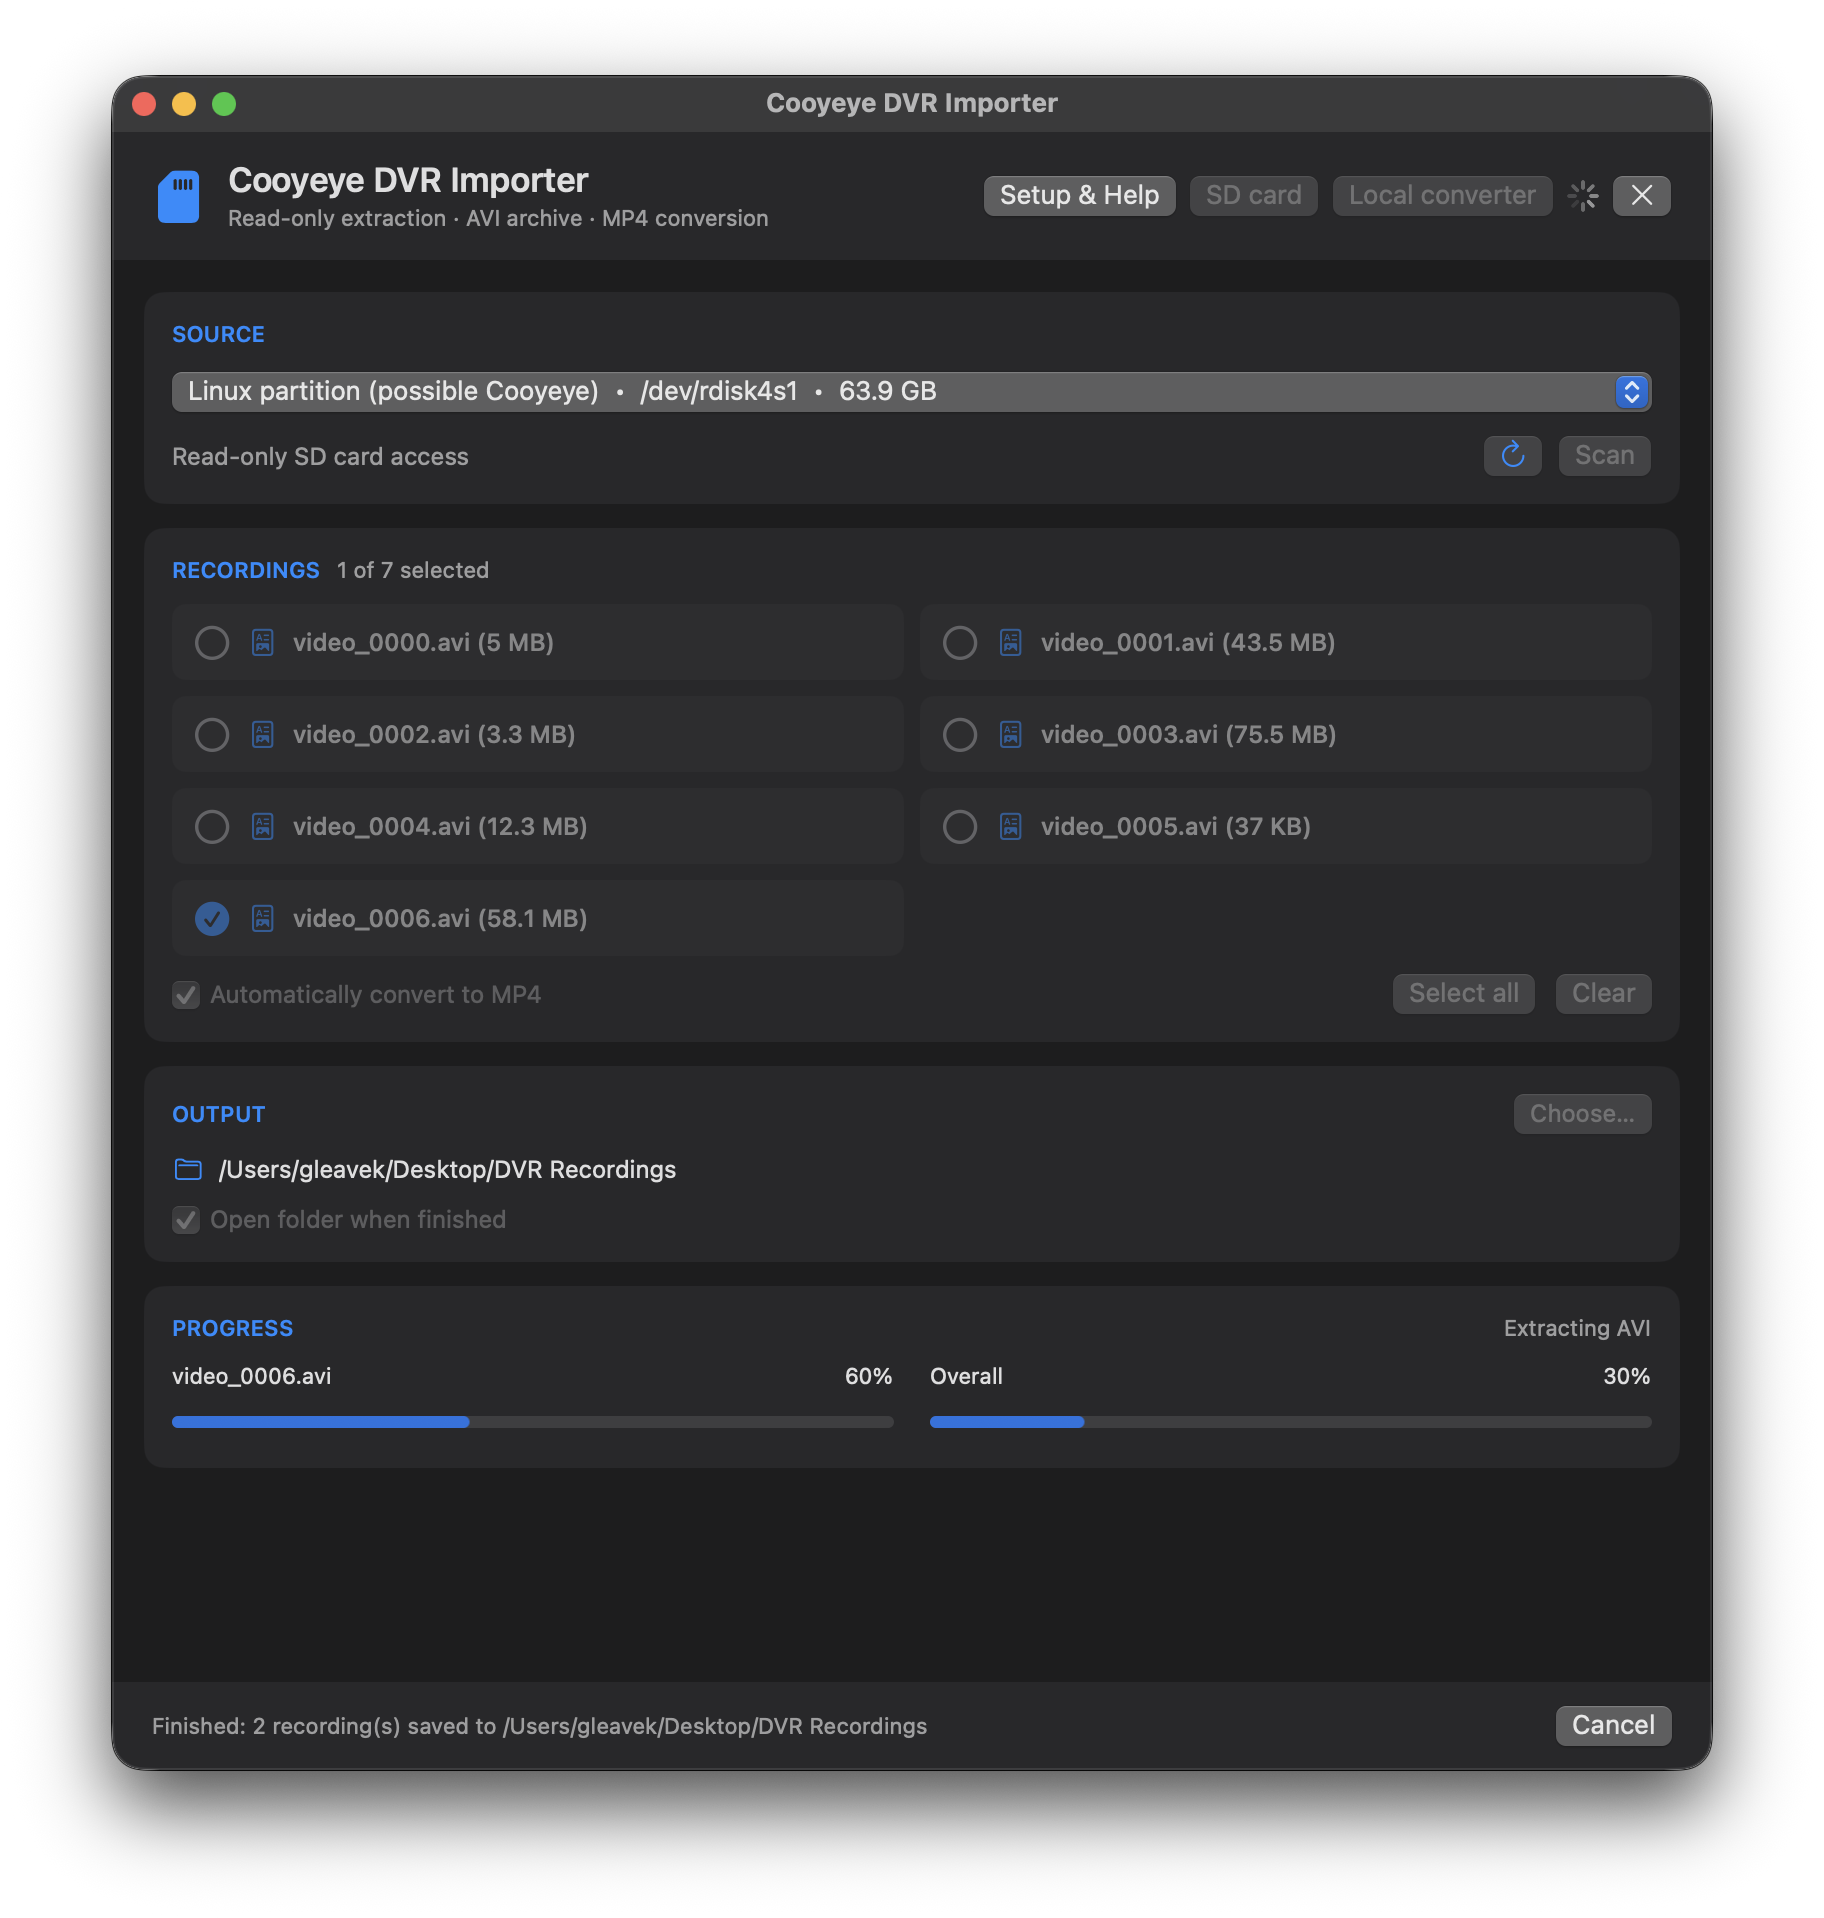 Cooyeye DVR Importer
Cooyeye DVR Importer
Read-only extraction · AVI archive · MP4 conversion
Setup & Help
SD card
Local converter
SOURCE
Linux partition (possible Cooyeye) • /dev/rdisk4s1 • 63.9 GB
Read-only SD card access
Scan
RECORDINGS 1 of 7 selected
video_0000.avi (5 MB)
video_0001.avi (43.5 MB)
video_0002.avi (3.3 MB)
video_0003.avi (75.5 MB)
video_0004.avi (12.3 MB)
video_0005.avi (37 KB)
video_0006.avi (58.1 MB)
Automatically convert to MP4
Select all
Clear
OUTPUT
Choose...
/Users/gleavek/Desktop/DVR Recordings
Open folder when finished
PROGRESS
Extracting AVI
video_0006.avi 60%
Overall 30%
Finished: 2 recording(s) saved to /Users/gleavek/Desktop/DVR Recordings
Cancel